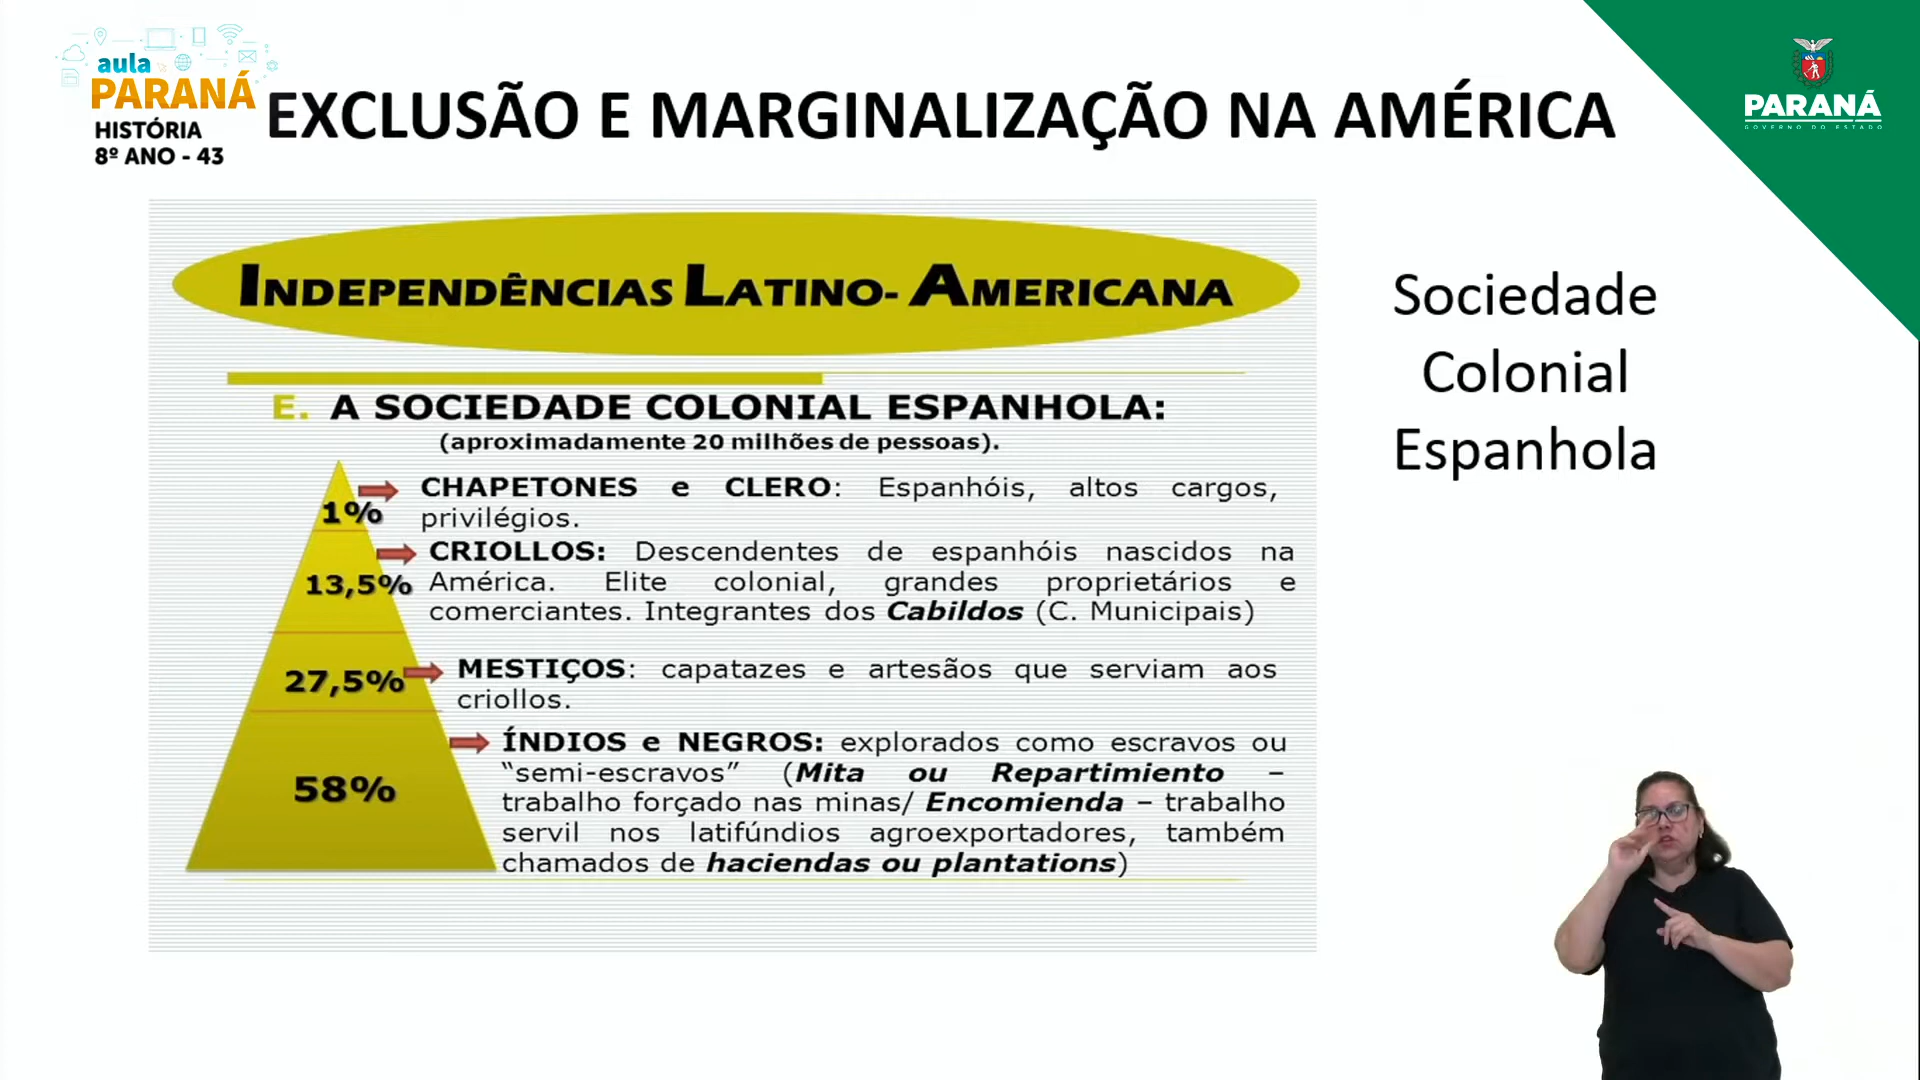 aula
PARANÁ
HISTÓRIA
8º ANO - 43
EXCLUSÃO E MARGINALIZAÇÃO NA AMÉRICA
PARANÁ
GOVERNO DO ESTADO
INDEPENDÊNCIAS LATINO- AMERICANA
E. A SOCIEDADE COLONIAL ESPANHOLA:
(aproximadamente 20 milhões de pessoas).
1%
CHAPETONES e CLERO: Espanhóis, altos cargos,
privilégios.
13,5%
CRIOLLOS: Descendentes de espanhóis nascidos na
América. Elite colonial, grandes proprietários e
comerciantes. Integrantes dos Cabildos (C. Municipais)
27,5%
MESTIÇOS: capatazes e artesãos que serviam aos
criollos.
58%
ÍNDIOS e NEGROS: explorados como escravos ou
“semi-escravos” (Mita ou Repartimiento –
trabalho forçado nas minas/ Encomienda – trabalho
servil nos latifúndios agroexportadores, também
chamados de haciendas ou plantations)
Sociedade
Colonial
Espanhola